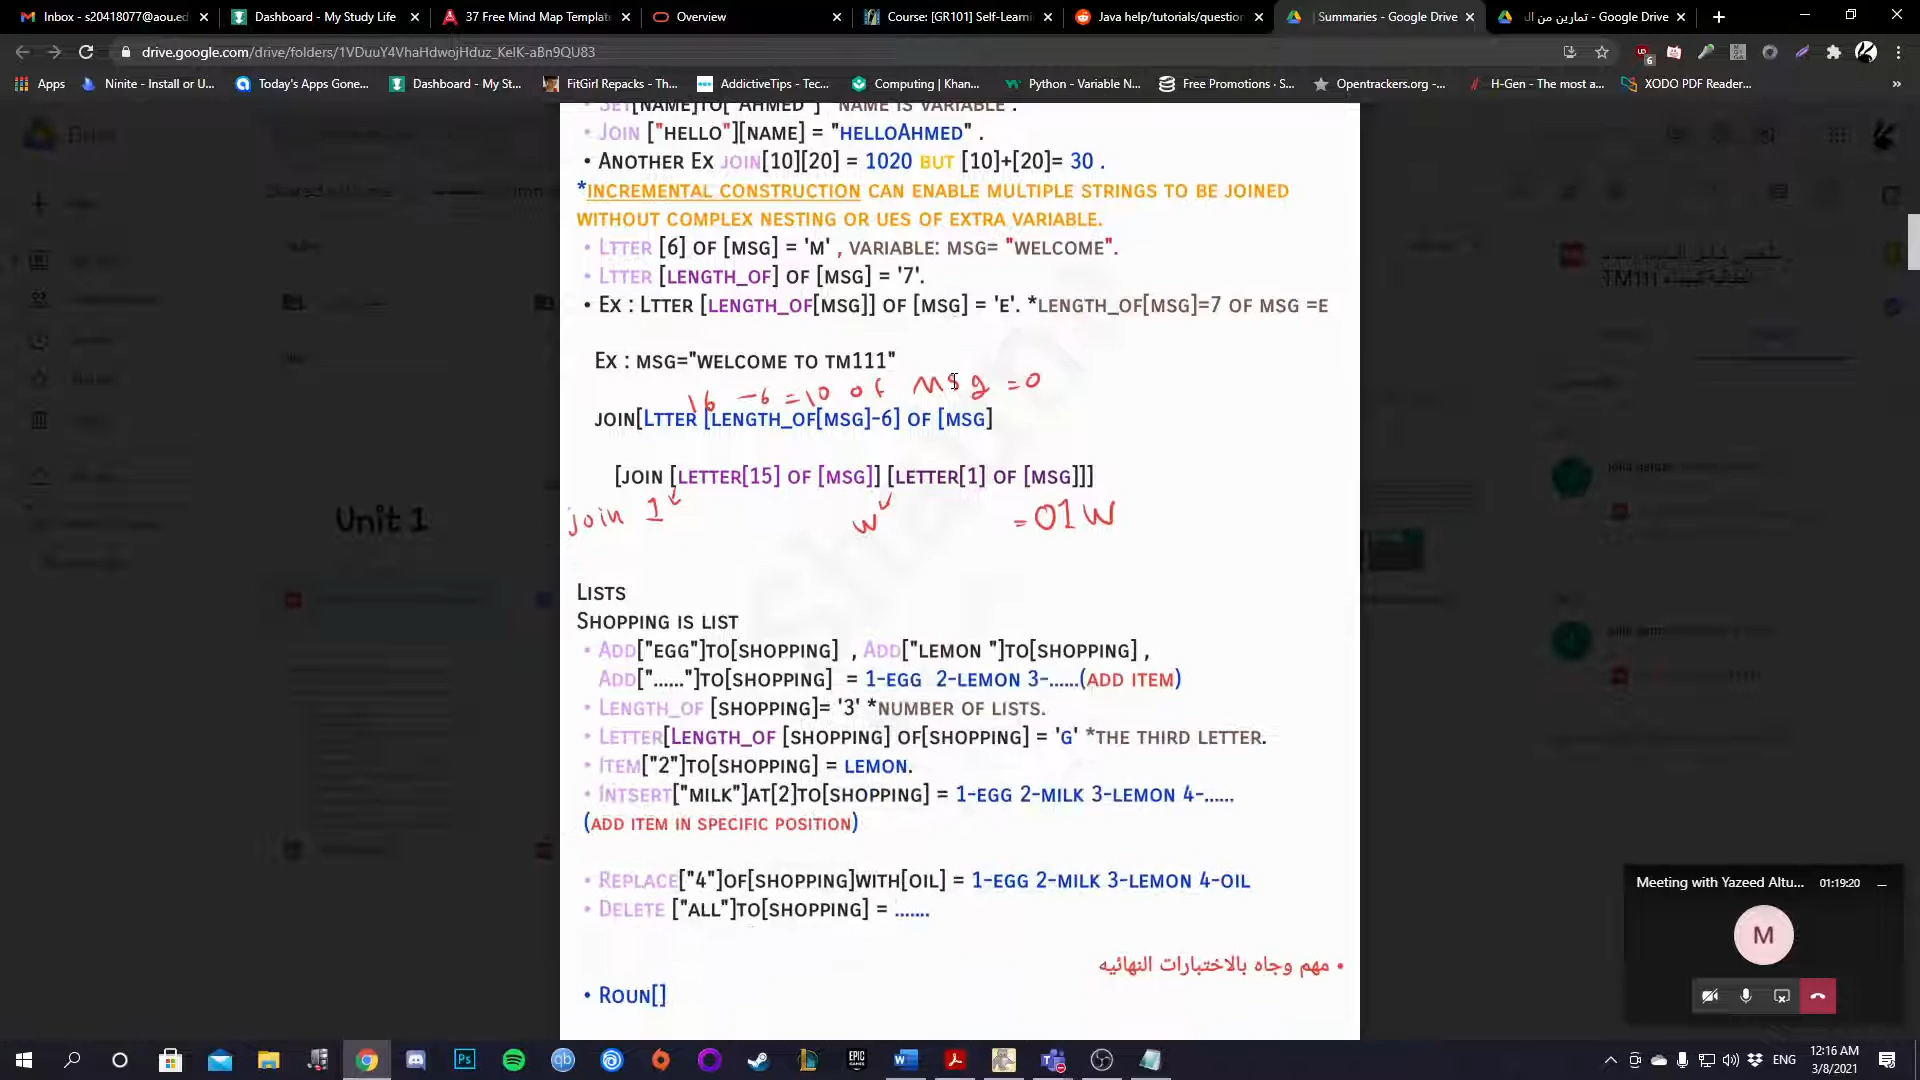 Inbox - s20418077@aou.ed
Dashboard - My Study Life
37 Free Mind Map Templat
Overview
Course: [GR101] Self-Learni
Java help/tutorials/question
Summaries - Google Drive
تمارين من ال - Google Drive
drive.google.com/drive/folders/1VDuuY4VhaHdwojHduz_KelK-aBn9QU83
Apps
Ninite - Install or U...
Today's Apps Gone...
Dashboard - My St...
FitGirl Repacks - Th...
AddictiveTips - Tec...
Computing | Khan...
Python - Variable N...
Free Promotions · S...
Opentrackers.org -...
H-Gen - The most a...
XODO PDF Reader...
SET[NAME]TO["AHMED"] *NAME IS VARIABLE .
• JOIN ["HELLO"][NAME] = "HELLOAHMED" .
• ANOTHER EX JOIN[10][20] = 1020 BUT [10]+[20]= 30 .
*INCREMENTAL CONSTRUCTION CAN ENABLE MULTIPLE STRINGS TO BE JOINED
WITHOUT COMPLEX NESTING OR UES OF EXTRA VARIABLE.
• LTTER [6] OF [MSG] = 'M' , VARIABLE: MSG= "WELCOME".
• LTTER [LENGTH_OF] OF [MSG] = '7'.
• EX : LTTER [LENGTH_OF[MSG]] OF [MSG] = 'E'. *LENGTH_OF[MSG]=7 OF MSG =E
EX : MSG="WELCOME TO TM111"
16 -6 =10 of msg =0
JOIN[LTTER [LENGTH_OF[MSG]-6] OF [MSG]
[JOIN [LETTER[15] OF [MSG]] [LETTER[1] OF [MSG]]]
join 1 w =01w
Unit 1
LISTS
SHOPPING IS LIST
• ADD["EGG"]TO[SHOPPING] , ADD["LEMON "]TO[SHOPPING] ,
ADD["......"]TO[SHOPPING] = 1-EGG 2-LEMON 3-......(ADD ITEM)
• LENGTH_OF [SHOPPING]= '3' *NUMBER OF LISTS.
• LETTER[LENGTH_OF [SHOPPING] OF[SHOPPING] = 'G' *THE THIRD LETTER.
• ITEM["2"]TO[SHOPPING] = LEMON.
• INTSERT["MILK"]AT[2]TO[SHOPPING] = 1-EGG 2-MILK 3-LEMON 4-......
(ADD ITEM IN SPECIFIC POSITION)
• REPLACE["4"]OF[SHOPPING]WITH[OIL] = 1-EGG 2-MILK 3-LEMON 4-OIL
• DELETE ["ALL"]TO[SHOPPING] = .......
• مهم وجاه بالاختبارات النهائيه
• ROUN[]
Meeting with Yazeed Altu...
01:19:20
M
ENG
12:16 AM
3/8/2021